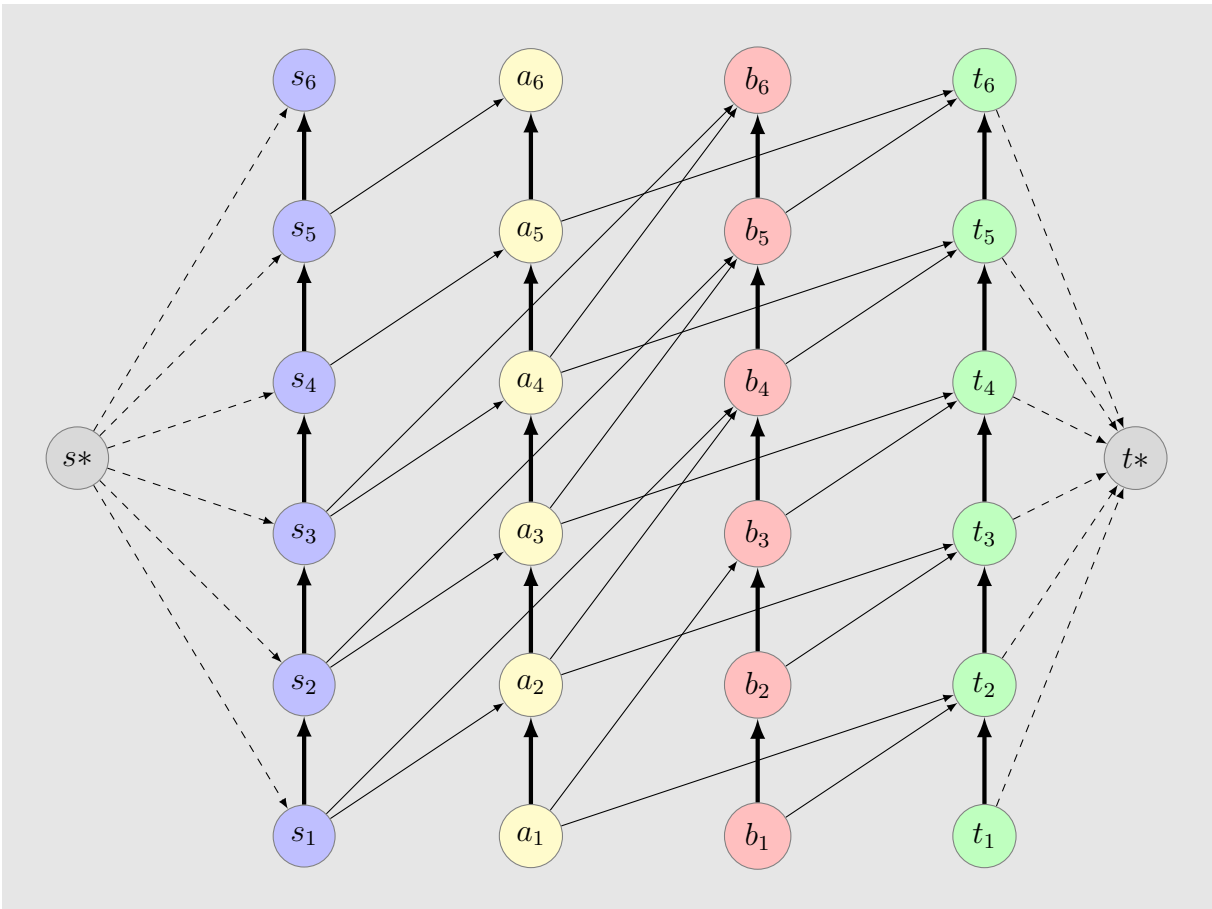 s₆ a₆ b₆ t₆
s₅ a₅ b₅ t₅
s₄ a₄ b₄ t₄
s* t*
s₃ a₃ b₃ t₃
s₂ a₂ b₂ t₂
s₁ a₁ b₁ t₁